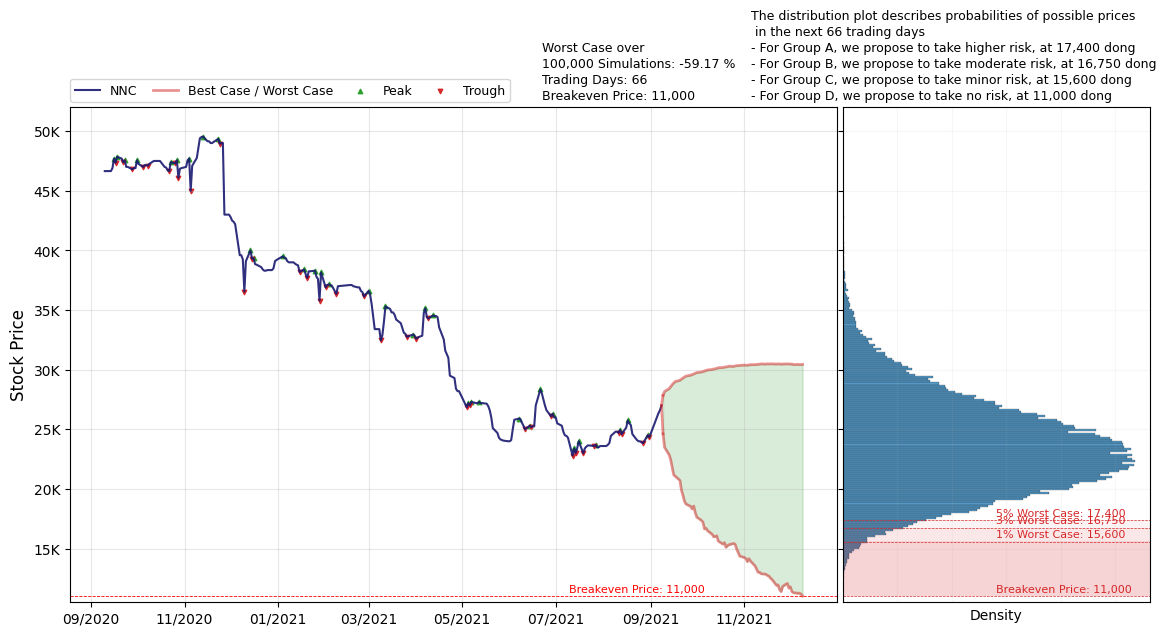 The distribution plot describes probabilities of possible prices
in the next 66 trading days
- For Group A, we propose to take higher risk, at 17,400 dong
- For Group B, we propose to take moderate risk, at 16,750 dong
- For Group C, we propose to take minor risk, at 15,600 dong
- For Group D, we propose to take no risk, at 11,000 dong
Worst Case over
100,000 Simulations: -59.17 %
Trading Days: 66
Breakeven Price: 11,000
NNC
Best Case / Worst Case
Peak
Trough
Stock Price
50K
45K
40K
35K
30K
25K
20K
15K
Breakeven Price: 11,000
09/2020
11/2020
01/2021
03/2021
05/2021
07/2021
09/2021
11/2021
5% Worst Case: 17,400
3% Worst Case: 16,750
1% Worst Case: 15,600
Breakeven Price: 11,000
Density